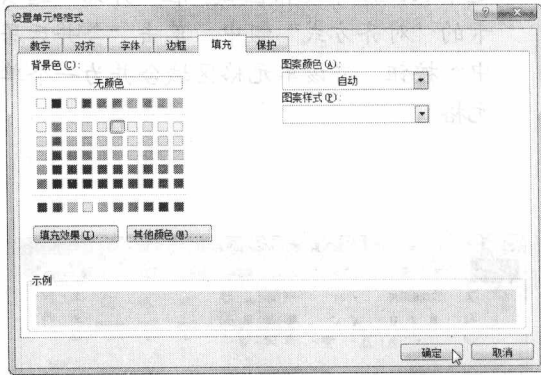 设置单元格格式
数字 对齐 字体 边框 填充 保护
背景色(C):
无颜色
填充效果(I)... 其他颜色(M)...
图案颜色(A)
自动
图案样式(P):
示例
确定 取消